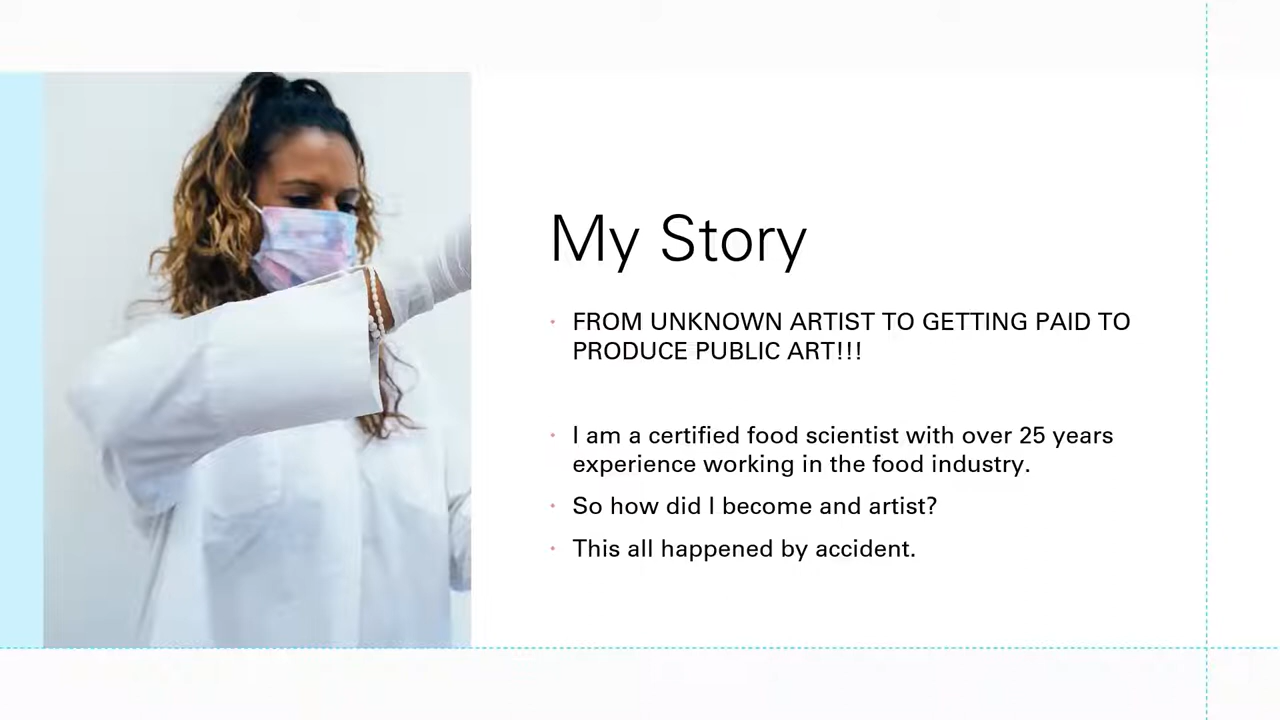 My Story
FROM UNKNOWN ARTIST TO GETTING PAID TO
PRODUCE PUBLIC ART!!!
I am a certified food scientist with over 25 years
experience working in the food industry.
So how did I become and artist?
This all happened by accident.